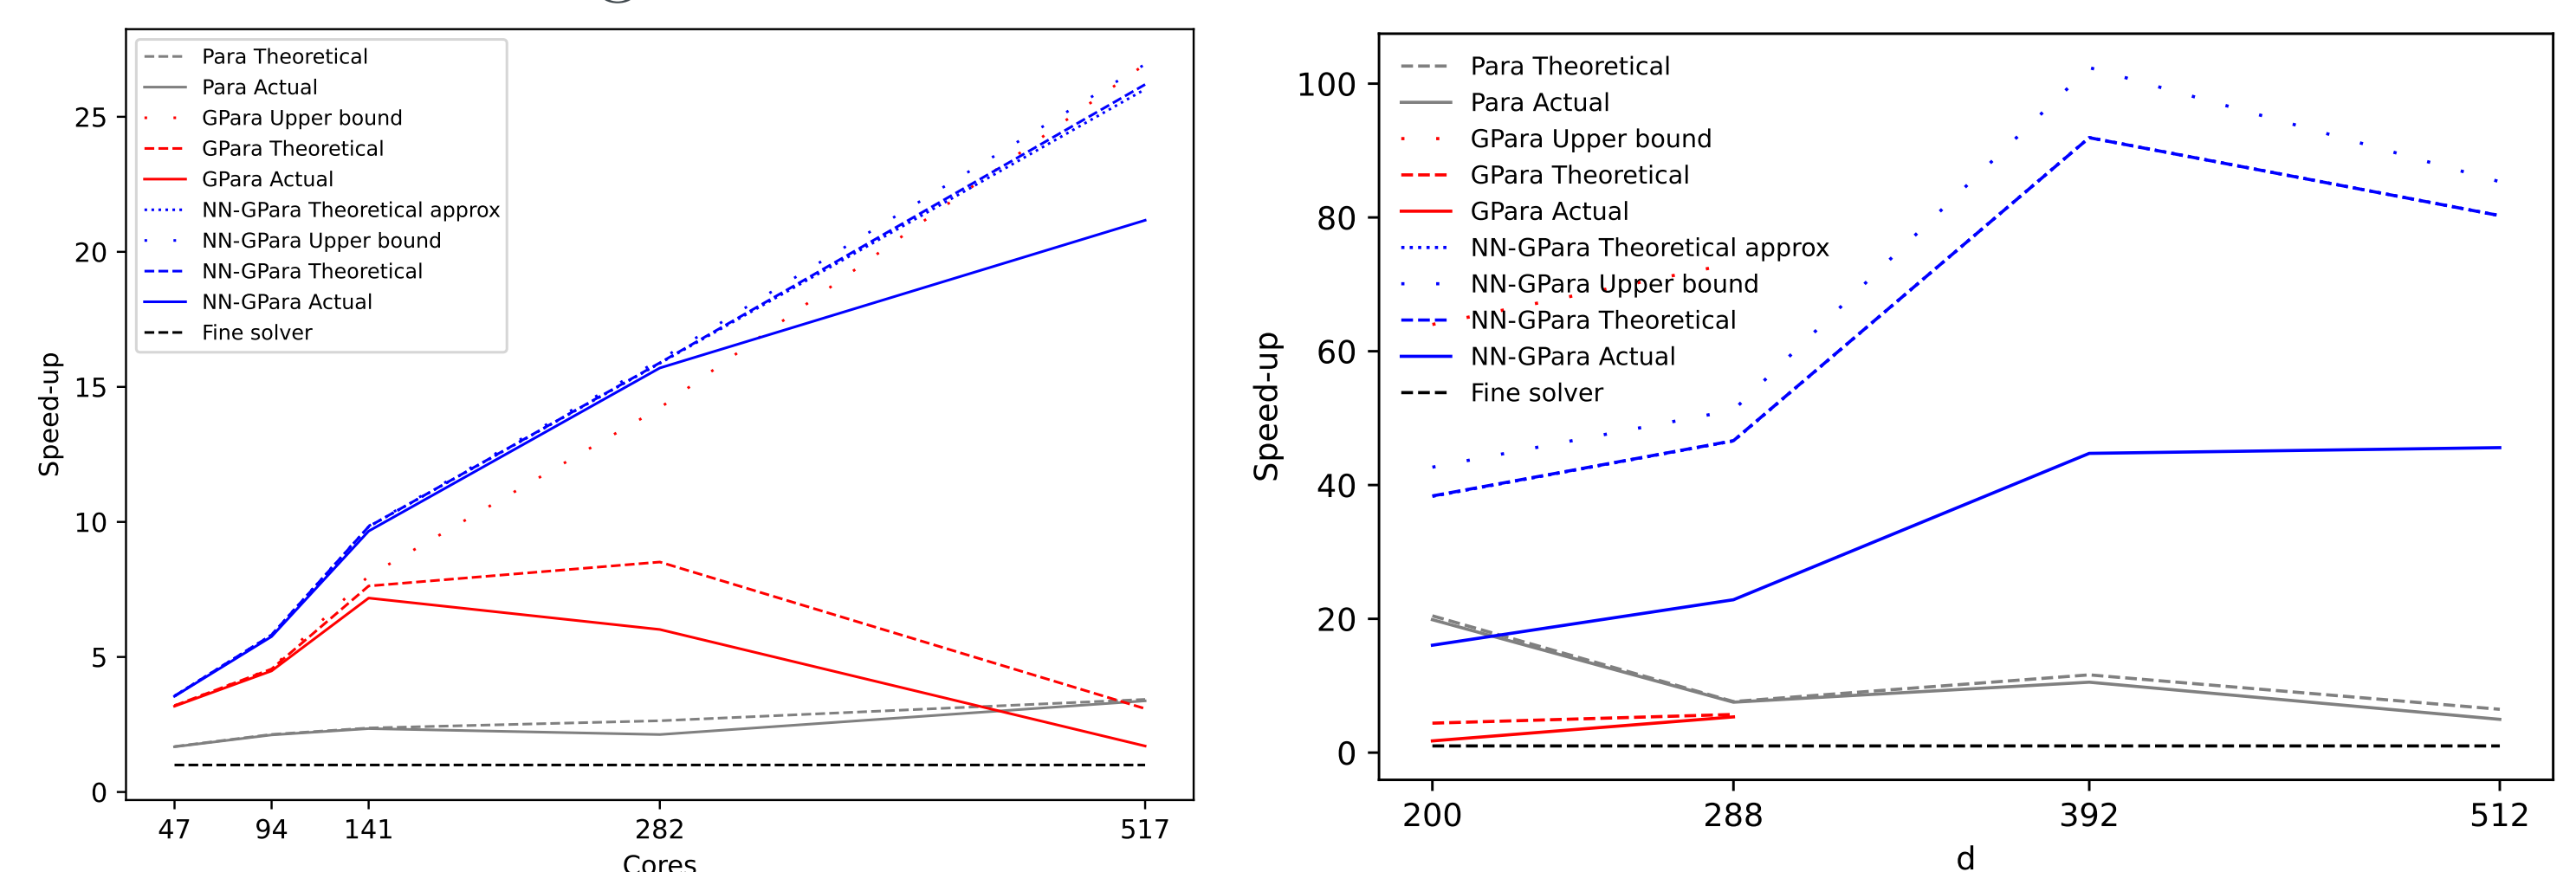 Para Theoretical
Para Actual
GPara Upper bound
GPara Theoretical
GPara Actual
NN-GPara Theoretical approx
NN-GPara Upper bound
NN-GPara Theoretical
NN-GPara Actual
Fine solver
25
20
15
10
5
0
Speed-up
47 94 141 282 517
Cores
Para Theoretical
Para Actual
GPara Upper bound
GPara Theoretical
GPara Actual
NN-GPara Theoretical approx
NN-GPara Upper bound
NN-GPara Theoretical
NN-GPara Actual
Fine solver
100
80
60
40
20
0
Speed-up
200 288 392 512
d